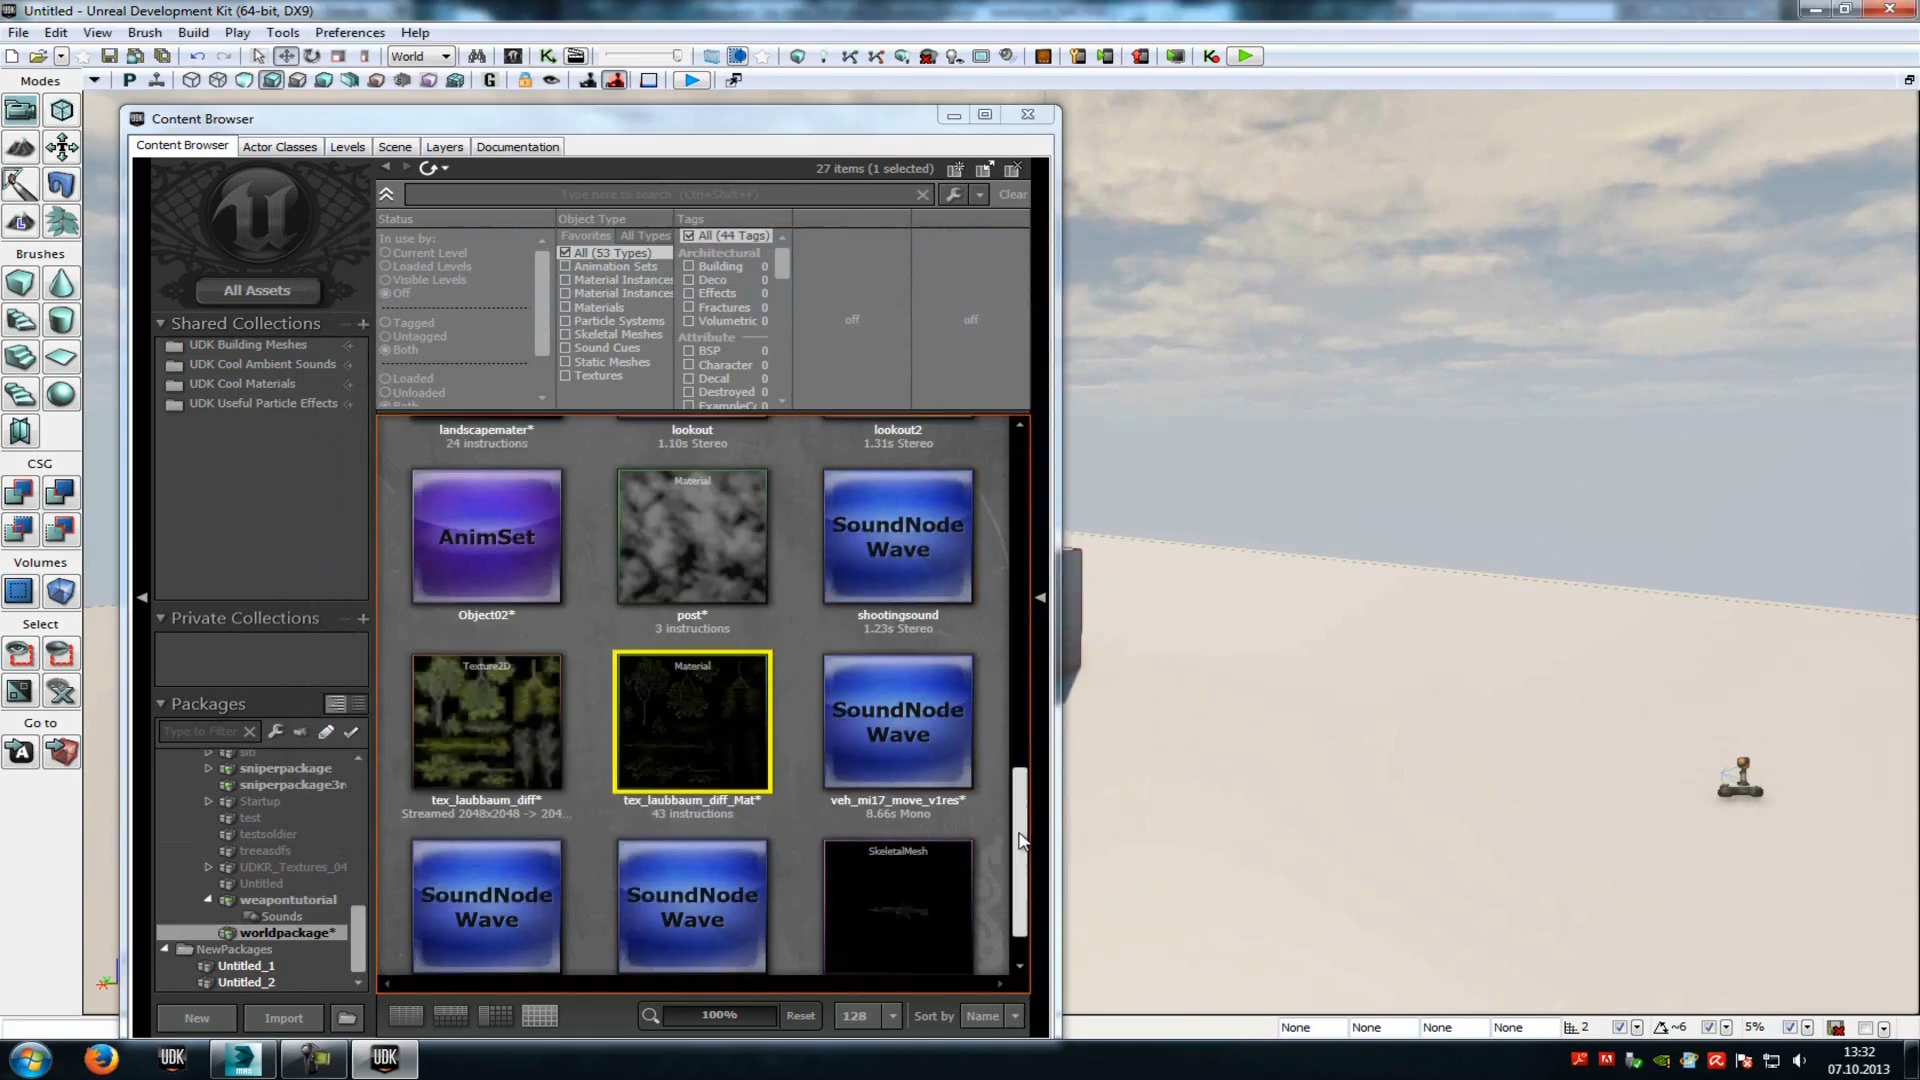 Untitled - Unreal Development Kit (64-bit, DX9)
File Edit View Brush Build Play Tools Preferences Help
World
Modes
Brushes
CSG
Volumes
Select
Go to
Content Browser
Content Browser Actor Classes Levels Scene Layers Documentation
27 items (1 selected)
Type here to search (Ctrl+Shift+F)
Clear
All Assets
Shared Collections
UDK Building Meshes
UDK Cool Ambient Sounds
UDK Cool Materials
UDK Useful Particle Effects
Private Collections
Packages
Type to Filter
sniperpackage
sniperpackage3r
Startup
test
testsoldier
treeasdfs
UDKR_Textures_04
Untitled
weapontutorial
Sounds
worldpackage*
NewPackages
Untitled_1
Untitled_2
New Import
Status
In use by:
Current Level
Loaded Levels
Visible Levels
Off
Tagged
Untagged
Both
Loaded
Unloaded
Both
Object Type
Favorites All Types
All (53 Types)
Animation Sets
Material Instances
Material Instances
Materials
Particle Systems
Skeletal Meshes
Sound Cues
Static Meshes
Textures
Tags
All (44 Tags)
Architectural
Building 0
Deco 0
Effects 0
Fractures 0
Volumetric 0
Attribute
BSP 0
Character 0
Decal 0
Destroyed 0
off
off
landscapemater* lookout lookout2
24 instructions 1.10s Stereo 1.31s Stereo
AnimSet
Material
SoundNode
Wave
Object02* post* shootingsound
3 instructions 1.23s Stereo
Texture2D
Material
SoundNode
Wave
tex_laubbaum_diff* tex_laubbaum_diff_Mat* veh_mi17_move_v1res*
Streamed 2048x2048 -> 204... 43 instructions 8.66s Mono
SoundNode
Wave
SoundNode
Wave
SkeletalMesh
100% Reset 128 Sort by Name
None None None None 2 ~6 5%
UDK
MAX
UDK
13:32
07.10.2013